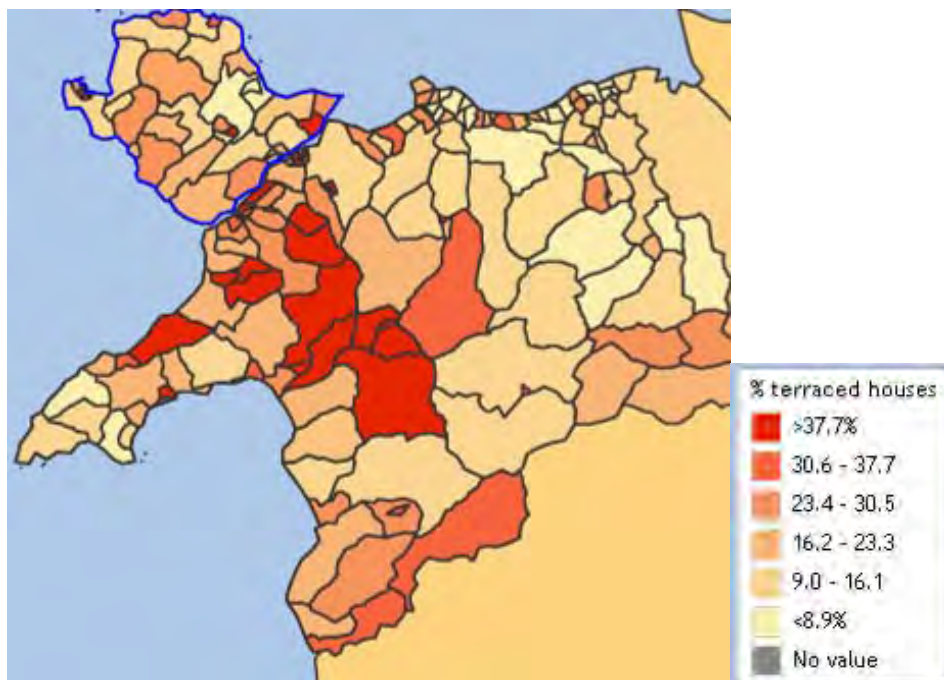 % terraced houses
>37.7%
30.6 - 37.7
23.4 - 30.5
16.2 - 23.3
9.0 - 16.1
<8.9%
No value